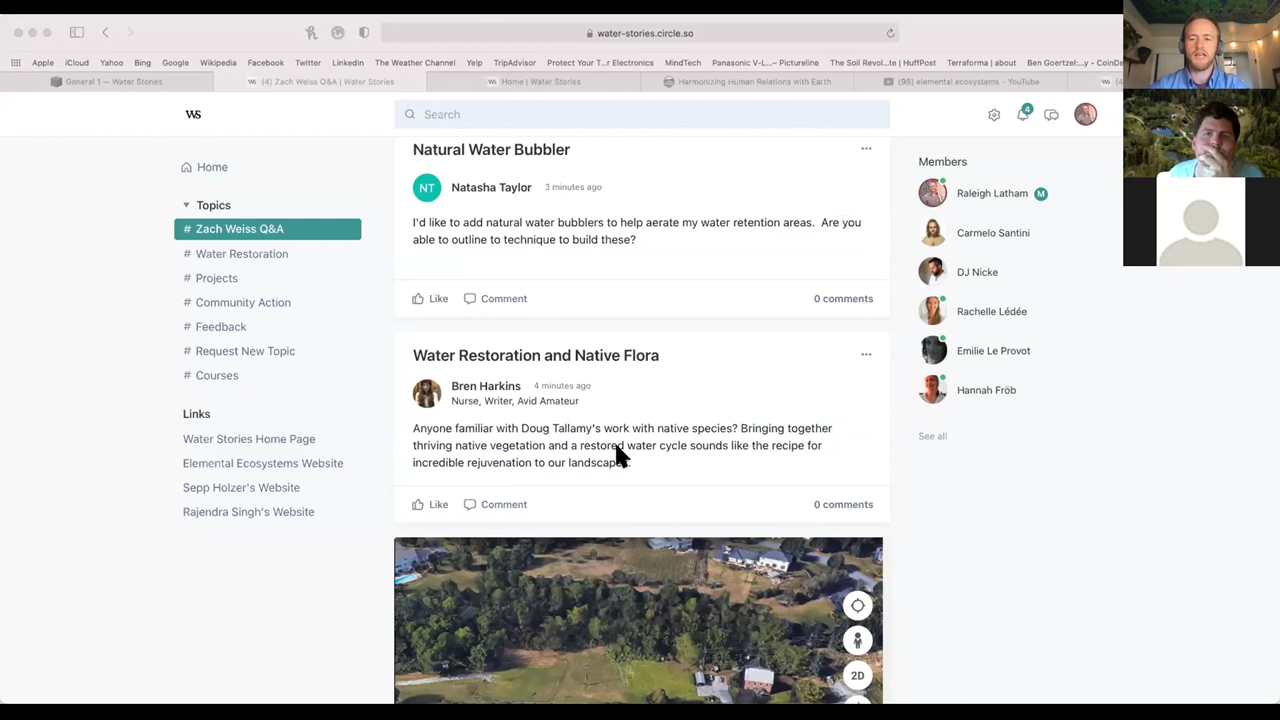 water-stories.circle.so
Apple iCloud Yahoo Bing Google Wikipedia Facebook Twitter LinkedIn The Weather Channel Yelp TripAdvisor Protect Your T...r Electronics MindTech Panasonic V-L...– Pictureline The Soil Revol...te | HuffPost Terraforma | about Ben Goertzel:...y – CoinDe
General 1 — Water Stories
(4) Zach Weiss Q&A | Water Stories
Home | Water Stories
Harmonizing Human Relations with Earth
(96) elemental ecosystems - YouTube
(4)
WS
Search
4
Home
Topics
# Zach Weiss Q&A
# Water Restoration
# Projects
# Community Action
# Feedback
# Request New Topic
# Courses
Links
Water Stories Home Page
Elemental Ecosystems Website
Sepp Holzer's Website
Rajendra Singh's Website
Natural Water Bubbler
NT
Natasha Taylor 3 minutes ago
I'd like to add natural water bubblers to help aerate my water retention areas. Are you
able to outline to technique to build these?
Like Comment 0 comments
Water Restoration and Native Flora
Bren Harkins 4 minutes ago
Nurse, Writer, Avid Amateur
Anyone familiar with Doug Tallamy's work with native species? Bringing together
thriving native vegetation and a restored water cycle sounds like the recipe for
incredible rejuvenation to our landscape
Like Comment 0 comments
2D
Members
Raleigh Latham M
Carmelo Santini
DJ Nicke
Rachelle Lédée
Emilie Le Provot
Hannah Fröb
See all